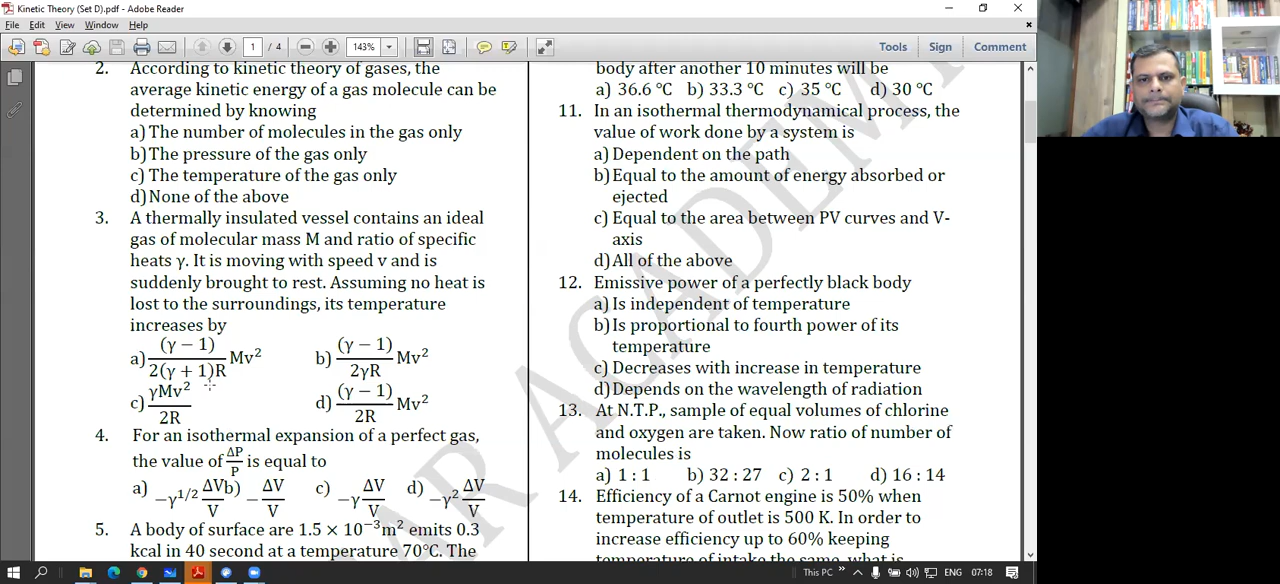 Kinetic Theory (Set D).pdf - Adobe Reader
File Edit View Window Help
1 / 4 143% Tools Sign Comment
2. According to kinetic theory of gases, the
average kinetic energy of a gas molecule can be
determined by knowing
a) The number of molecules in the gas only
b) The pressure of the gas only
c) The temperature of the gas only
d) None of the above
3. A thermally insulated vessel contains an ideal
gas of molecular mass M and ratio of specific
heats γ. It is moving with speed v and is
suddenly brought to rest. Assuming no heat is
lost to the surroundings, its temperature
increases by
a) (γ − 1)/2(γ + 1)R Mv² b) (γ − 1)/2γR Mv²
c) γMv²/2R d) (γ − 1)/2R Mv²
4. For an isothermal expansion of a perfect gas,
the value of ΔP/P is equal to
a) −γ^1/2 ΔV/V b) −ΔV/V c) −γ ΔV/V d) −γ² ΔV/V
5. A body of surface are 1.5 × 10⁻³m² emits 0.3
kcal in 40 second at a temperature 70°C. The
body after another 10 minutes will be
a) 36.6 °C b) 33.3 °C c) 35 °C d) 30 °C
11. In an isothermal thermodynamical process, the
value of work done by a system is
a) Dependent on the path
b) Equal to the amount of energy absorbed or
ejected
c) Equal to the area between PV curves and V-
axis
d) All of the above
12. Emissive power of a perfectly black body
a) Is independent of temperature
b) Is proportional to fourth power of its
temperature
c) Decreases with increase in temperature
d) Depends on the wavelength of radiation
13. At N.T.P., sample of equal volumes of chlorine
and oxygen are taken. Now ratio of number of
molecules is
a) 1 : 1 b) 32 : 27 c) 2 : 1 d) 16 : 14
14. Efficiency of a Carnot engine is 50% when
temperature of outlet is 500 K. In order to
increase efficiency up to 60% keeping
temperature of intake the same, what is
AR ACADEMY
This PC » ENG 07:18